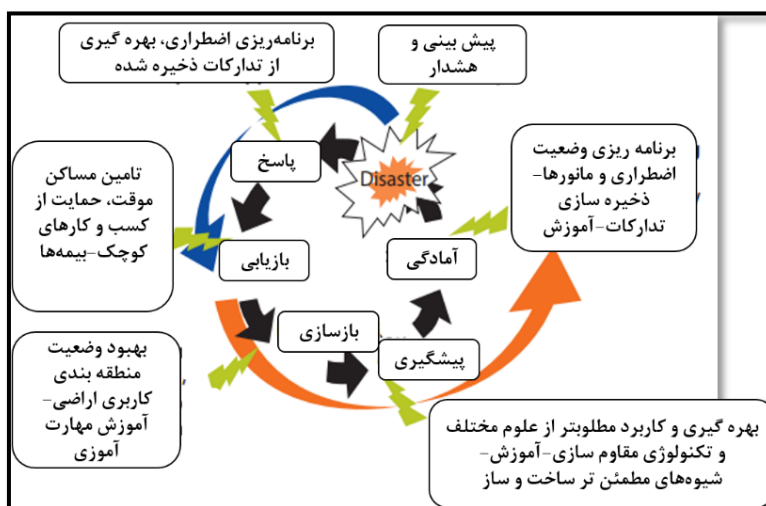 برنامه‌ریزی اضطراری، بهره گیری
از تدارکات ذخیره شده
پیش بینی و
هشدار
برنامه ریزی وضعیت
اضطراری و مانورها-
ذخیره سازی
تدارکات-آموزش
پاسخ
Disaster
تامین مساکن
موقت، حمایت از
کسب و کارهای
کوچک-بیمه‌ها
بازیابی
آمادگی
بازسازی
پیشگیری
بهبود وضعیت
منطقه بندی
کاربری اراضی-
آموزش مهارت
آموزی
بهره گیری و کاربرد مطلوبتر از علوم مختلف
و تکنولوژی مقاوم سازی-آموزش-
شیوه‌های مطمئن تر ساخت و ساز